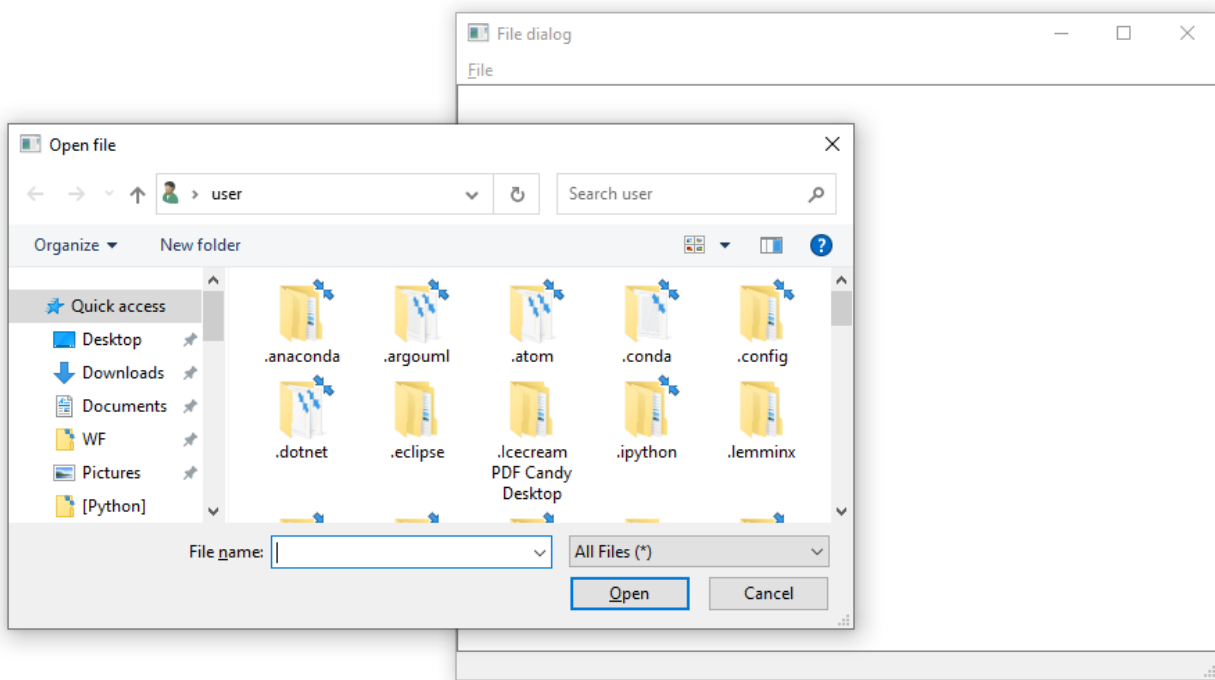 File dialog
File
Open file
user
Search user
Organize
New folder
?
Quick access
Desktop
Downloads
Documents
WF
Pictures
[Python]
.anaconda
.argouml
.atom
.conda
.config
.dotnet
.eclipse
.Icecream
PDF Candy
Desktop
.ipython
.lemminx
File name:
All Files (*)
Open
Cancel